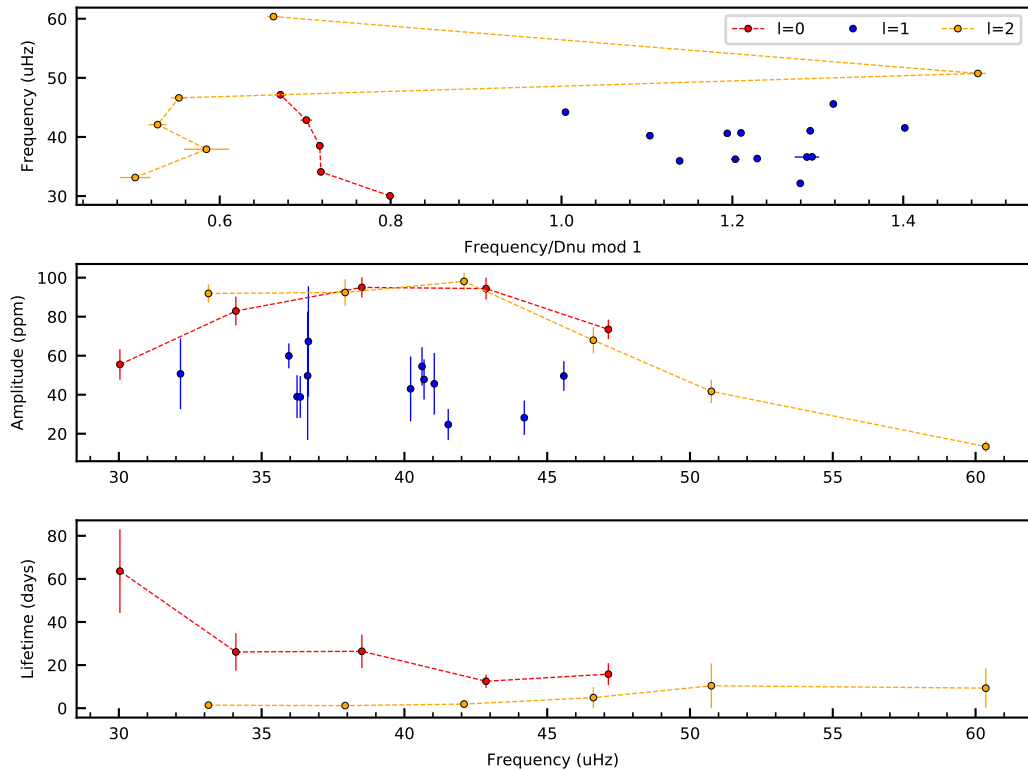 Frequency (uHz)
60
50
40
30
l=0 l=1 l=2
0.6 0.8 1.0 1.2 1.4
Frequency/Dnu mod 1
Amplitude (ppm)
100
80
60
40
20
30 35 40 45 50 55 60
Lifetime (days)
80
60
40
20
0
30 35 40 45 50 55 60
Frequency (uHz)